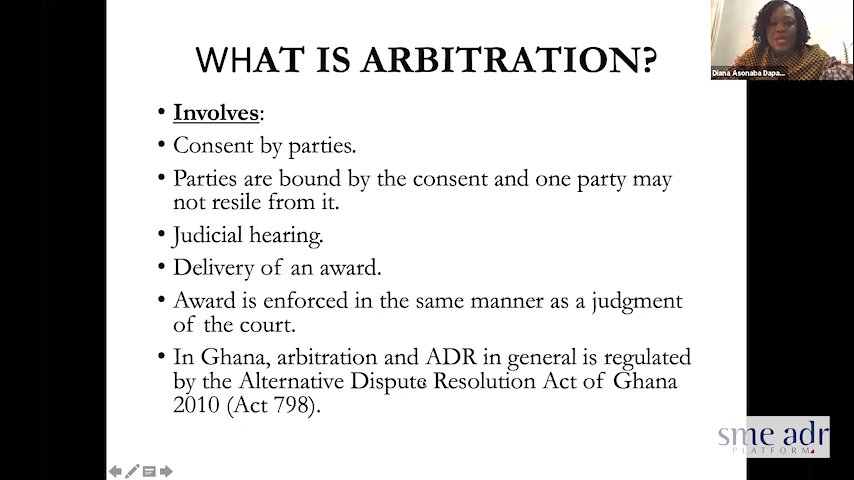 Diana Asonaba Dapa...
WHAT IS ARBITRATION?
• Involves:
• Consent by parties.
• Parties are bound by the consent and one party may
not resile from it.
• Judicial hearing.
• Delivery of an award.
• Award is enforced in the same manner as a judgment
of the court.
• In Ghana, arbitration and ADR in general is regulated
by the Alternative Dispute Resolution Act of Ghana
2010 (Act 798).
sme adr
PLATFORM